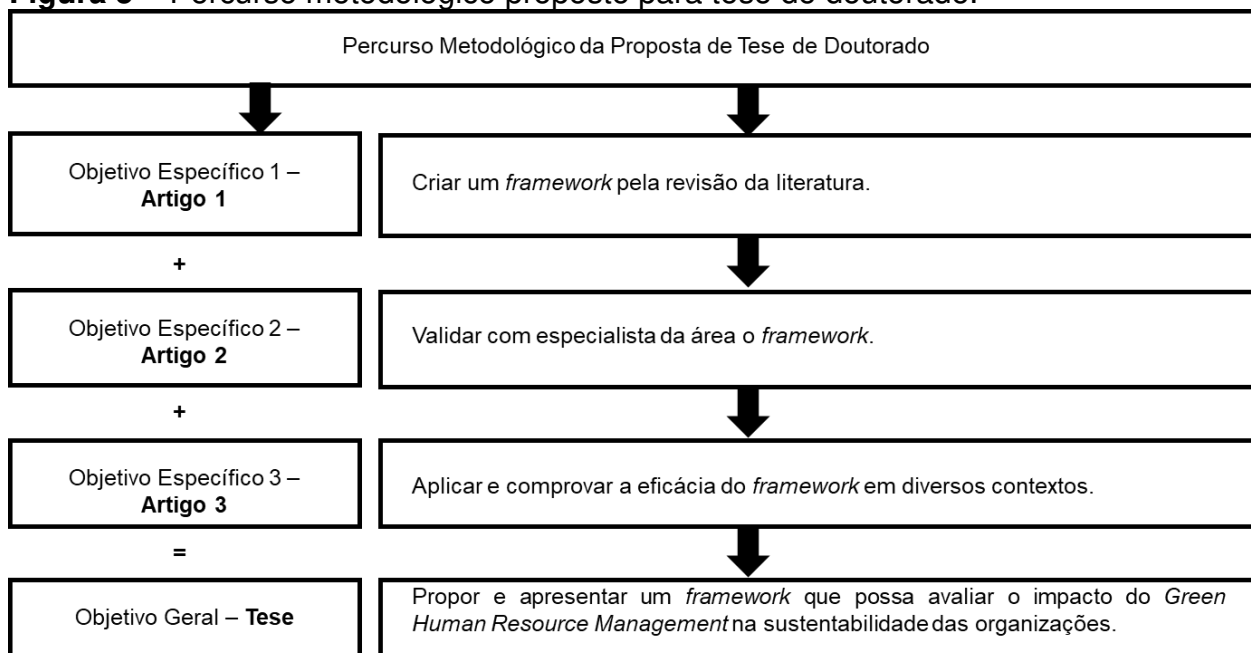 Percurso Metodológico da Proposta de Tese de Doutorado
Objetivo Específico 1 –
Artigo 1
Criar um framework pela revisão da literatura.
+
Objetivo Específico 2 –
Artigo 2
Validar com especialista da área o framework.
+
Objetivo Específico 3 –
Artigo 3
Aplicar e comprovar a eficácia do framework em diversos contextos.
=
Objetivo Geral – Tese
Propor e apresentar um framework que possa avaliar o impacto do Green
Human Resource Management na sustentabilidade das organizações.